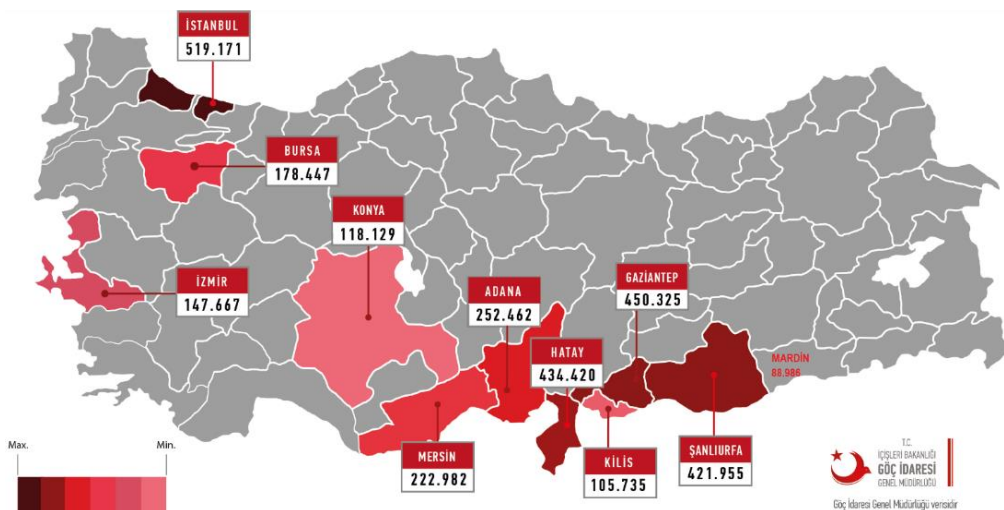 İSTANBUL
519.171
BURSA
178.447
KONYA
118.129
İZMİR
147.667
ADANA
252.462
GAZİANTEP
450.325
HATAY
434.420
MARDİN
88.986
MERSİN
222.982
KİLİS
105.735
ŞANLIURFA
421.955
Max.
Min.
T.C.
İÇİŞLERİ BAKANLIĞI
GÖÇ İDARESİ
GENEL MÜDÜRLÜĞÜ
Göç İdaresi Genel Müdürlüğü verisidir